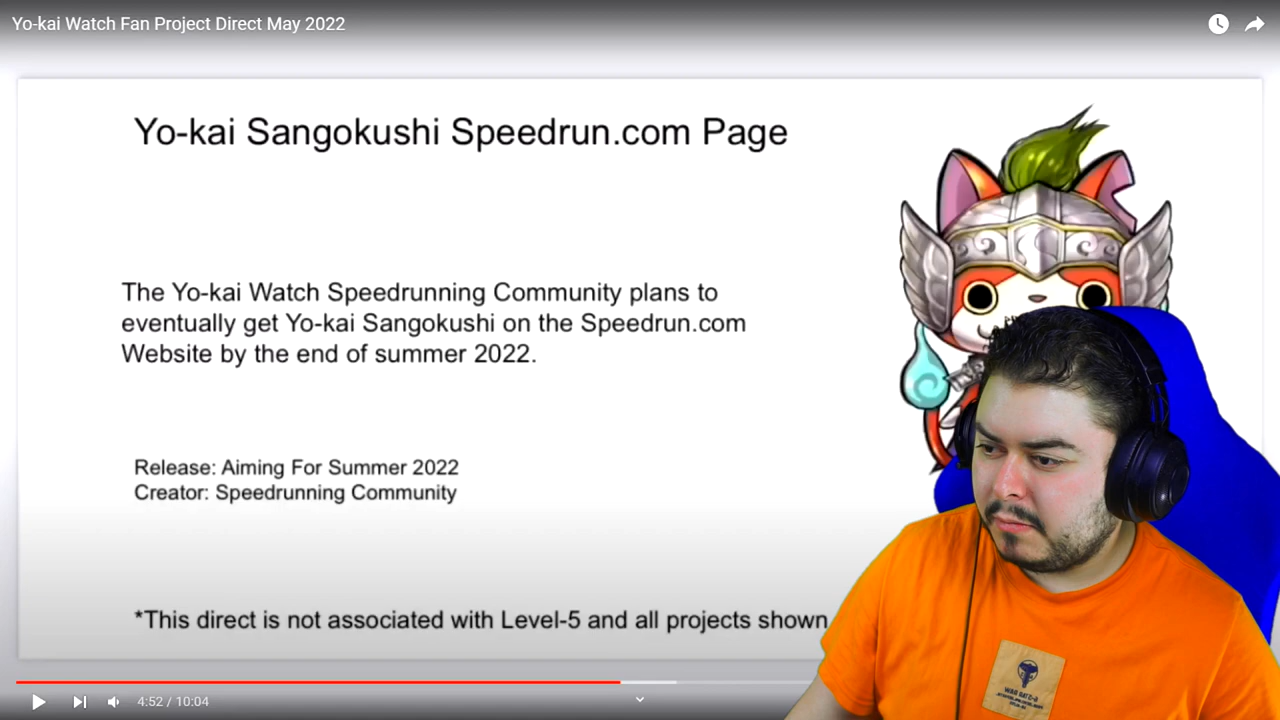 Yo-kai Watch Fan Project Direct May 2022
Yo-kai Sangokushi Speedrun.com Page
The Yo-kai Watch Speedrunning Community plans to
eventually get Yo-kai Sangokushi on the Speedrun.com
Website by the end of summer 2022.
Release: Aiming For Summer 2022
Creator: Speedrunning Community
*This direct is not associated with Level-5 and all projects shown
4:52 / 10:04